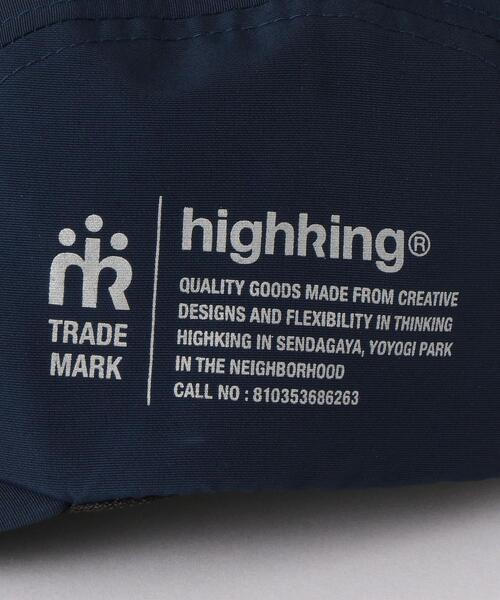 highking®
QUALITY GOODS MADE FROM CREATIVE
DESIGNS AND FLEXIBILITY IN THINKING
HIGHKING IN SENDAGAYA, YOYOGI PARK
IN THE NEIGHBORHOOD
CALL NO : 810353686263
TRADE
MARK